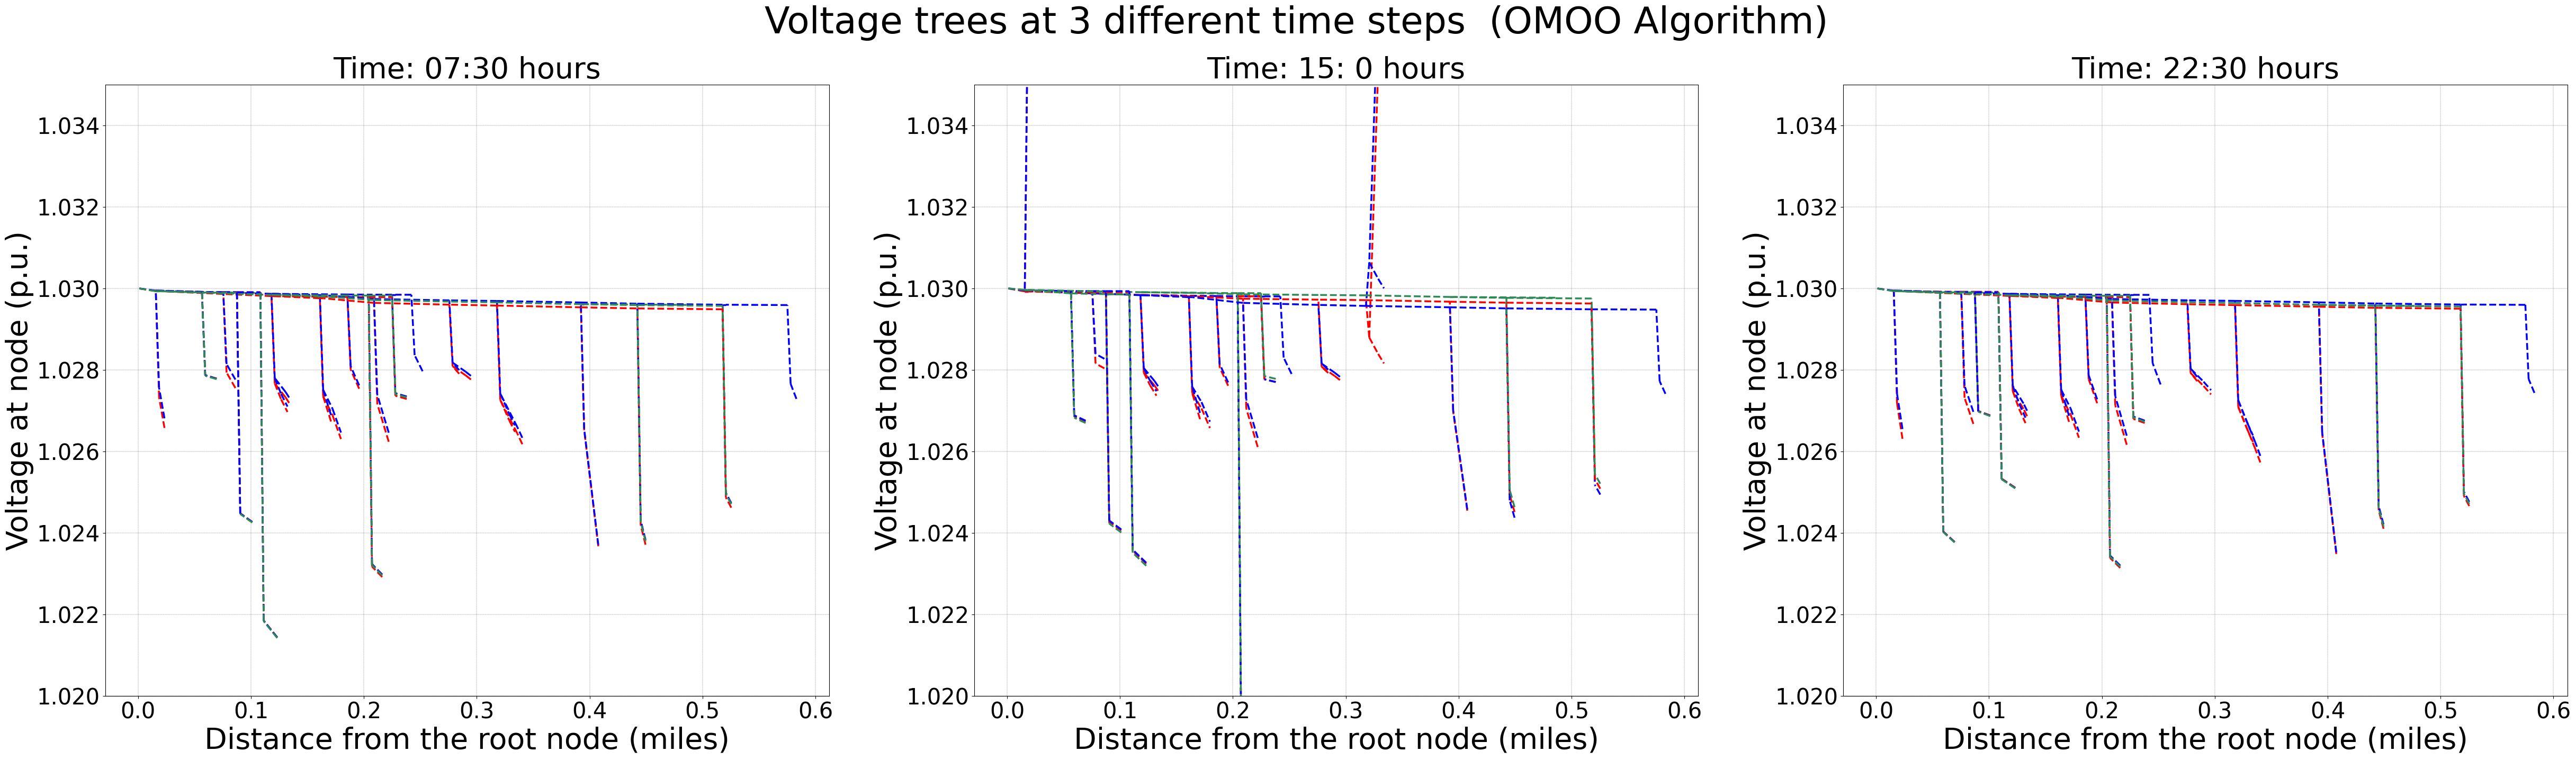 Voltage trees at 3 different time steps  (OMOO Algorithm)
Time: 07:30 hours
Voltage at node (p.u.)
1.034
1.032
1.030
1.028
1.026
1.024
1.022
1.020
0.0 0.1 0.2 0.3 0.4 0.5 0.6
Distance from the root node (miles)
Time: 15: 0 hours
Voltage at node (p.u.)
1.034
1.032
1.030
1.028
1.026
1.024
1.022
1.020
0.0 0.1 0.2 0.3 0.4 0.5 0.6
Distance from the root node (miles)
Time: 22:30 hours
Voltage at node (p.u.)
1.034
1.032
1.030
1.028
1.026
1.024
1.022
1.020
0.0 0.1 0.2 0.3 0.4 0.5 0.6
Distance from the root node (miles)